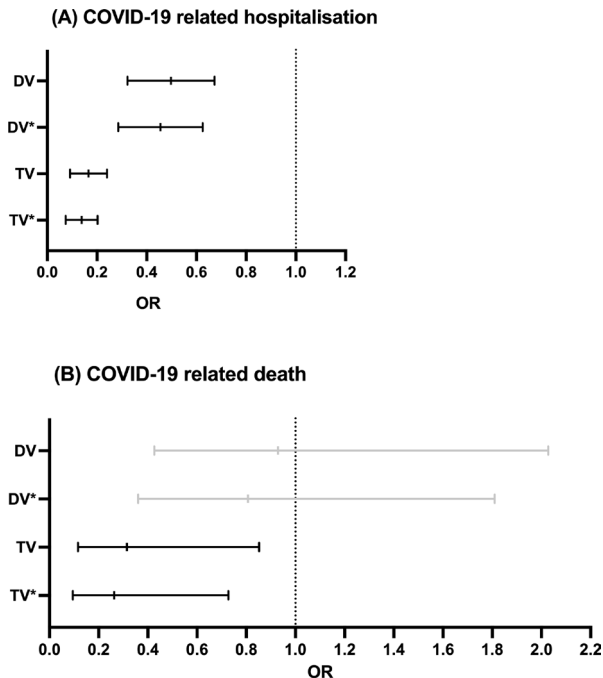 (A) COVID-19 related hospitalisation
DV
DV*
TV
TV*
0.0 0.2 0.4 0.6 0.8 1.0 1.2
OR
(B) COVID-19 related death
DV
DV*
TV
TV*
0.0 0.2 0.4 0.6 0.8 1.0 1.2 1.4 1.6 1.8 2.0 2.2
OR